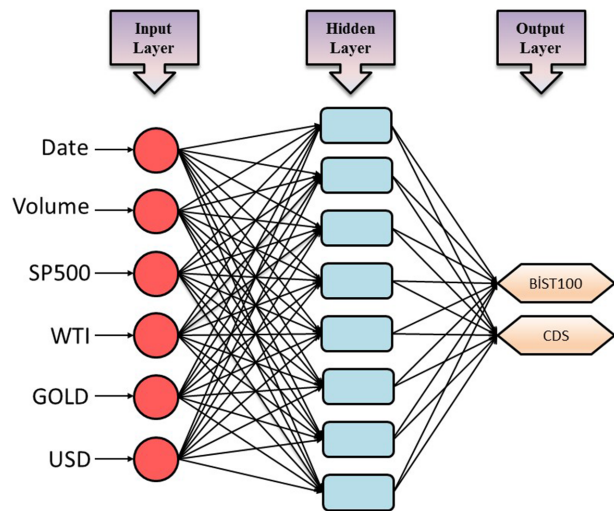 Input
Layer
Hidden
Layer
Output
Layer
Date
Volume
SP500
WTI
GOLD
USD
BİST100
CDS